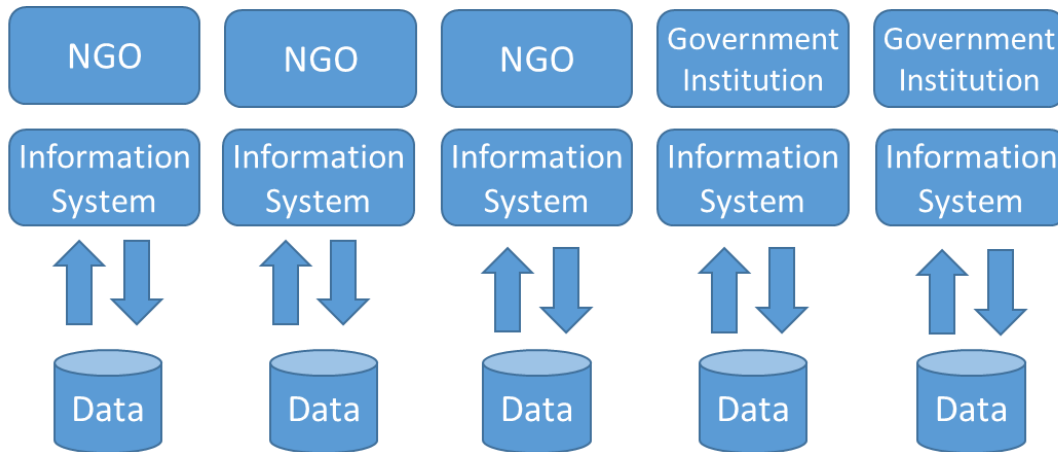 NGO
NGO
NGO
Government
Institution
Government
Institution
Information
System
Information
System
Information
System
Information
System
Information
System
Data
Data
Data
Data
Data